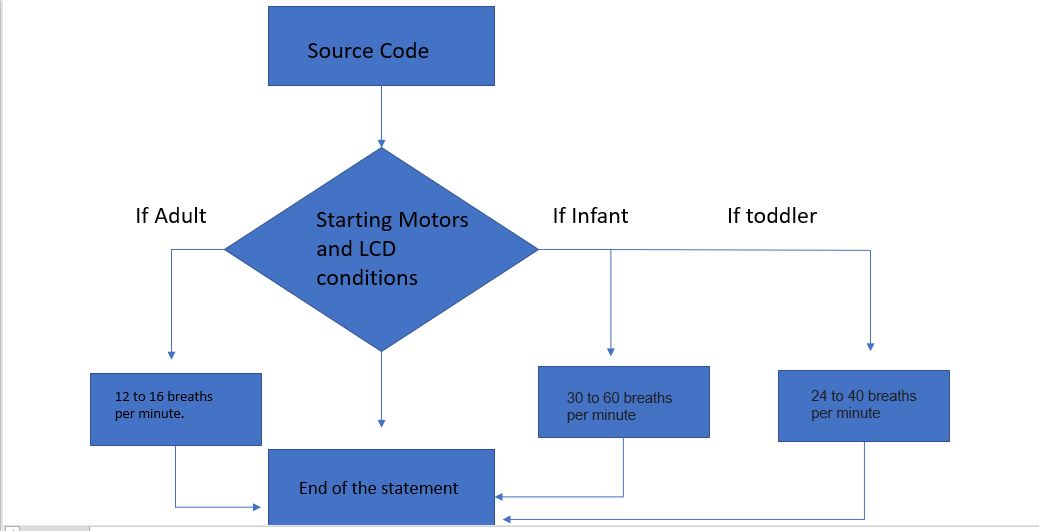 Source Code
If Adult
Starting Motors
and LCD
conditions
If Infant
If toddler
12 to 16 breaths
per minute.
30 to 60 breaths
per minute
24 to 40 breaths
per minute
End of the statement